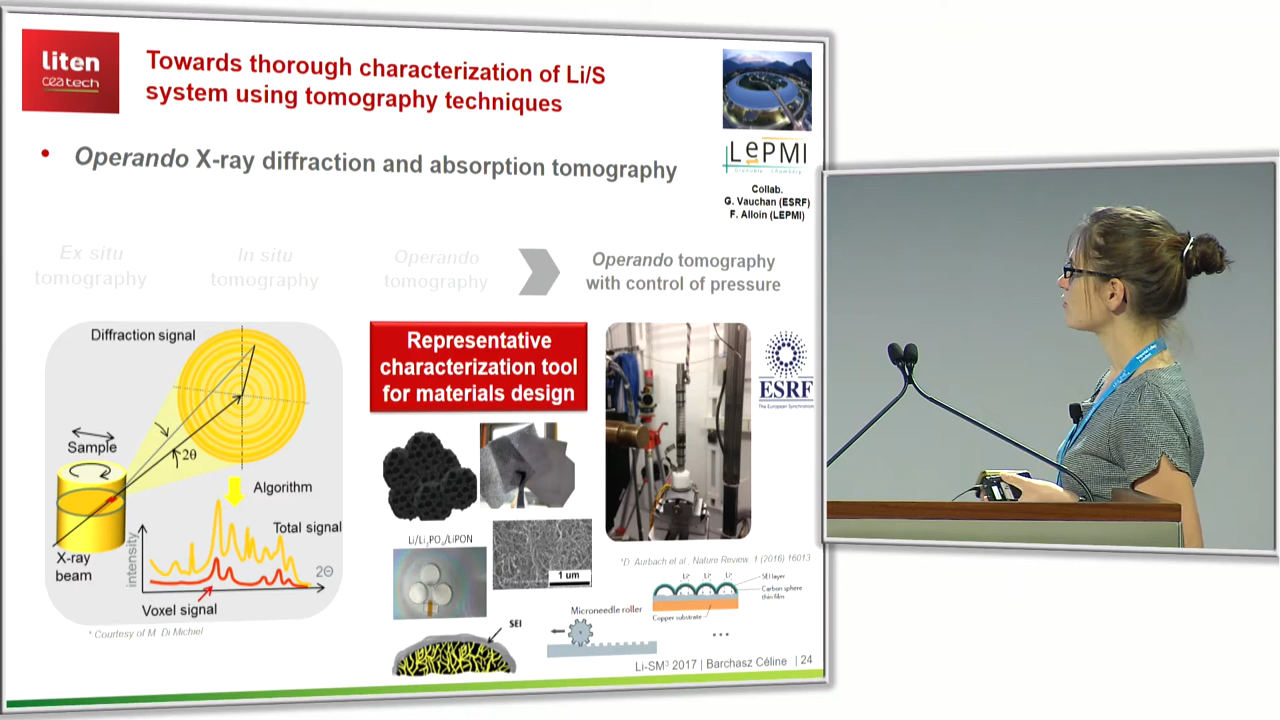 liten
ceatech
Towards thorough characterization of Li/S
system using tomography techniques
• Operando X-ray diffraction and absorption tomography
LePMI
Grenoble Chambéry
Collab.
G. Vauchan (ESRF)
F. Alloin (LEPMI)
Ex situ
tomography
In situ
tomography
Operando
tomography
Operando tomography
with control of pressure
Diffraction signal
Sample
2θ
Algorithm
Total signal
intensity
X-ray
beam
2Θ
Voxel signal
* Courtesy of M. Di Michiel
Representative
characterization tool
for materials design
ESRF
The European Synchrotron
Li/Li₃PO₄/LiPON
1 um
*D. Aurbach et al., Nature Review, 1 (2016) 16013
Li⁺ Li⁺ Li⁺
SEI layer
Carbon sphere
thin film
Copper substrate
Microneedle roller
...
SEI
Li-SM³ 2017 | Barchasz Céline | 24